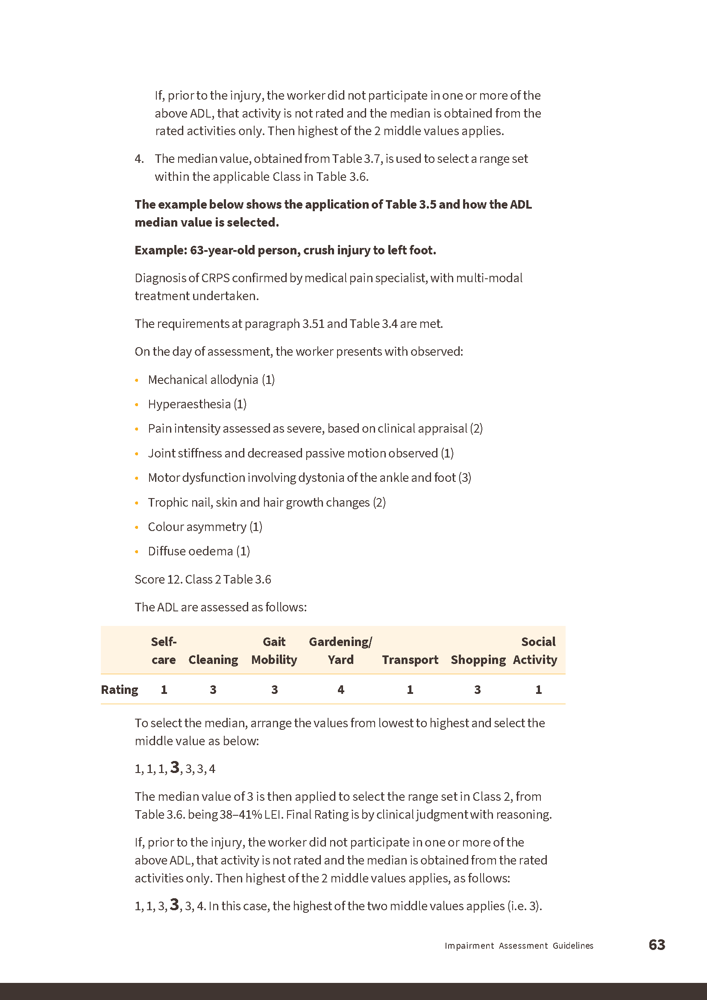 If, prior to the injury, the worker did not participate in one or more of the
above ADL, that activity is not rated and the median is obtained from the
rated activities only. Then highest of the 2 middle values applies.
4. The median value, obtained from Table 3.7, is used to select a range set
within the applicable Class in Table 3.6.
The example below shows the application of Table 3.5 and how the ADL
median value is selected.
Example: 63-year-old person, crush injury to left foot.
Diagnosis of CRPS confirmed by medical pain specialist, with multi-modal
treatment undertaken.
The requirements at paragraph 3.51 and Table 3.4 are met.
On the day of assessment, the worker presents with observed:
• Mechanical allodynia (1)
• Hyperaesthesia (1)
• Pain intensity assessed as severe, based on clinical appraisal (2)
• Joint stiffness and decreased passive motion observed (1)
• Motor dysfunction involving dystonia of the ankle and foot (3)
• Trophic nail, skin and hair growth changes (2)
• Colour asymmetry (1)
• Diffuse oedema (1)
Score 12. Class 2 Table 3.6
The ADL are assessed as follows:
Self- Gait Gardening/ Social
care Cleaning Mobility Yard Transport Shopping Activity
Rating 1 3 3 4 1 3 1
To select the median, arrange the values from lowest to highest and select the
middle value as below:
1, 1, 1, 3, 3, 3, 4
The median value of 3 is then applied to select the range set in Class 2, from
Table 3.6. being 38–41% LEI. Final Rating is by clinical judgment with reasoning.
If, prior to the injury, the worker did not participate in one or more of the
above ADL, that activity is not rated and the median is obtained from the rated
activities only. Then highest of the 2 middle values applies, as follows:
1, 1, 3, 3, 3, 4. In this case, the highest of the two middle values applies (i.e. 3).
Impairment Assessment Guidelines 63